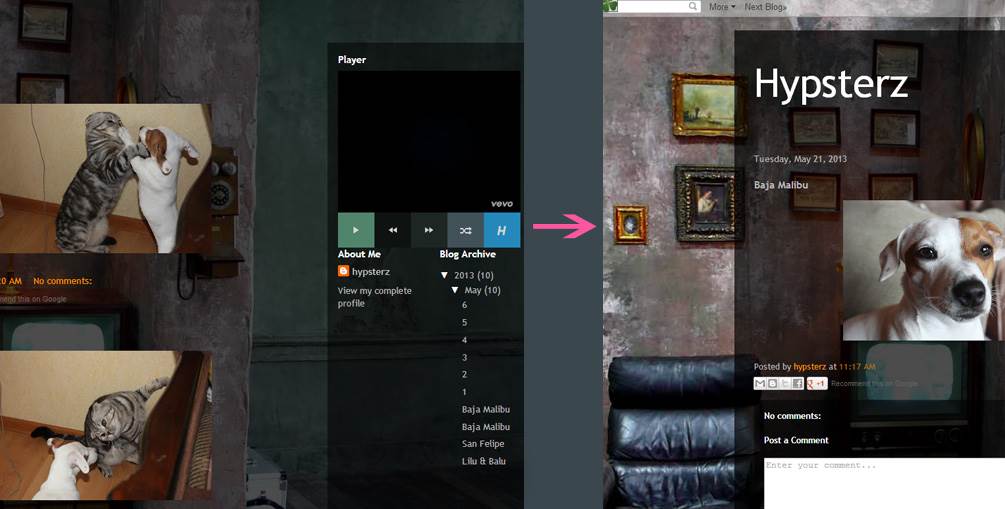 Player
vevo
H
About Me
hypsterz
View my complete
profile
Blog Archive
▼ 2013 (10)
▼ May (10)
6
5
4
3
2
1
Baja Malibu
Baja Malibu
San Felipe
Lilu & Balu
20 AM No comments:
mend this on Google
More Next Blog»
Hypsterz
Tuesday, May 21, 2013
Baja Malibu
Posted by hypsterz at 11:17 AM
+1 Recommend this on Google
No comments:
Post a Comment
Enter your comment...